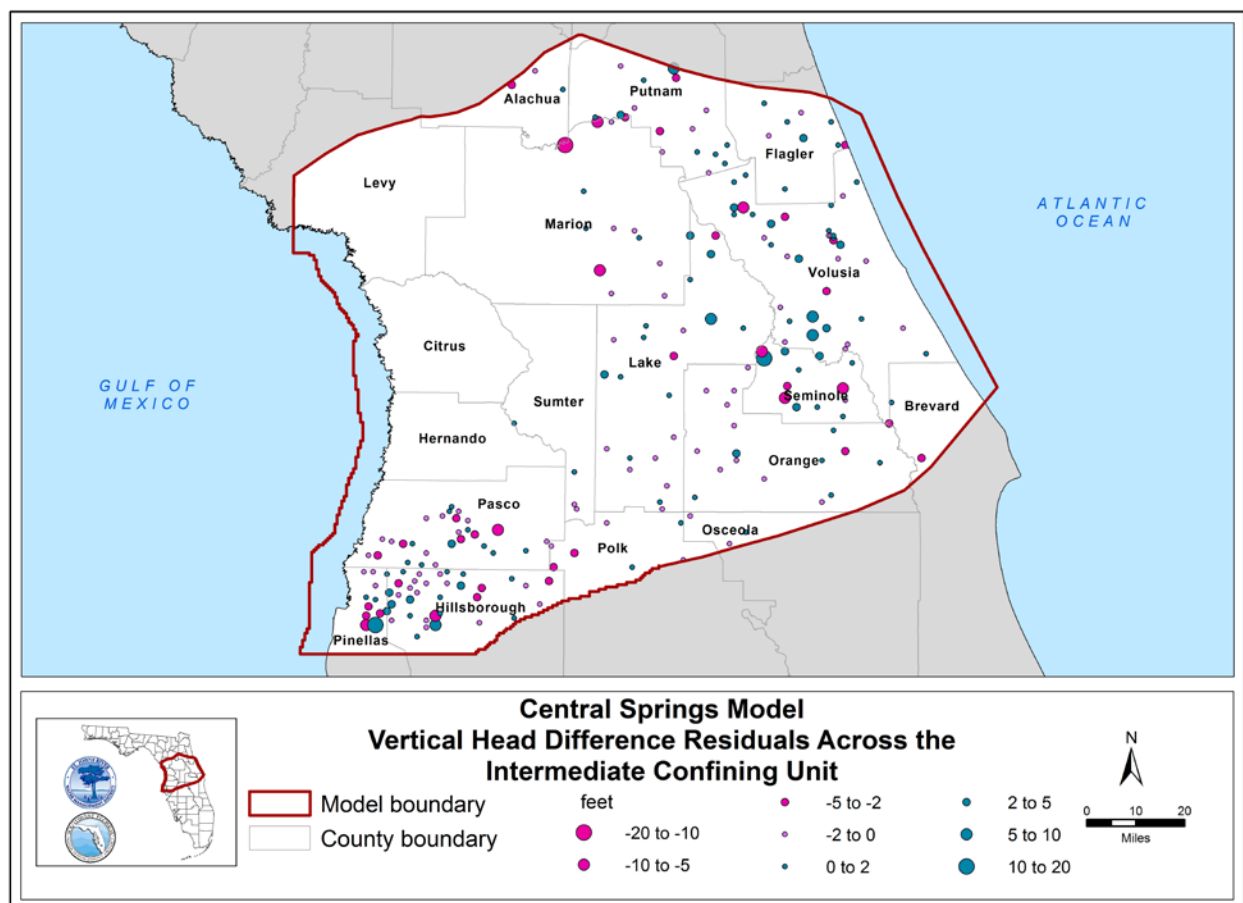 Alachua
Putnam
Flagler
Levy
Marion
ATLANTIC
OCEAN
Volusia
Citrus
Lake
GULF OF
MEXICO
Sumter
Seminole
Brevard
Hernando
Orange
Pasco
Osceola
Polk
Hillsborough
Pinellas
Central Springs Model
Vertical Head Difference Residuals Across the
Intermediate Confining Unit
Model boundary
County boundary
feet
-20 to -10
-10 to -5
-5 to -2
-2 to 0
0 to 2
2 to 5
5 to 10
10 to 20
N
0 10 20
Miles